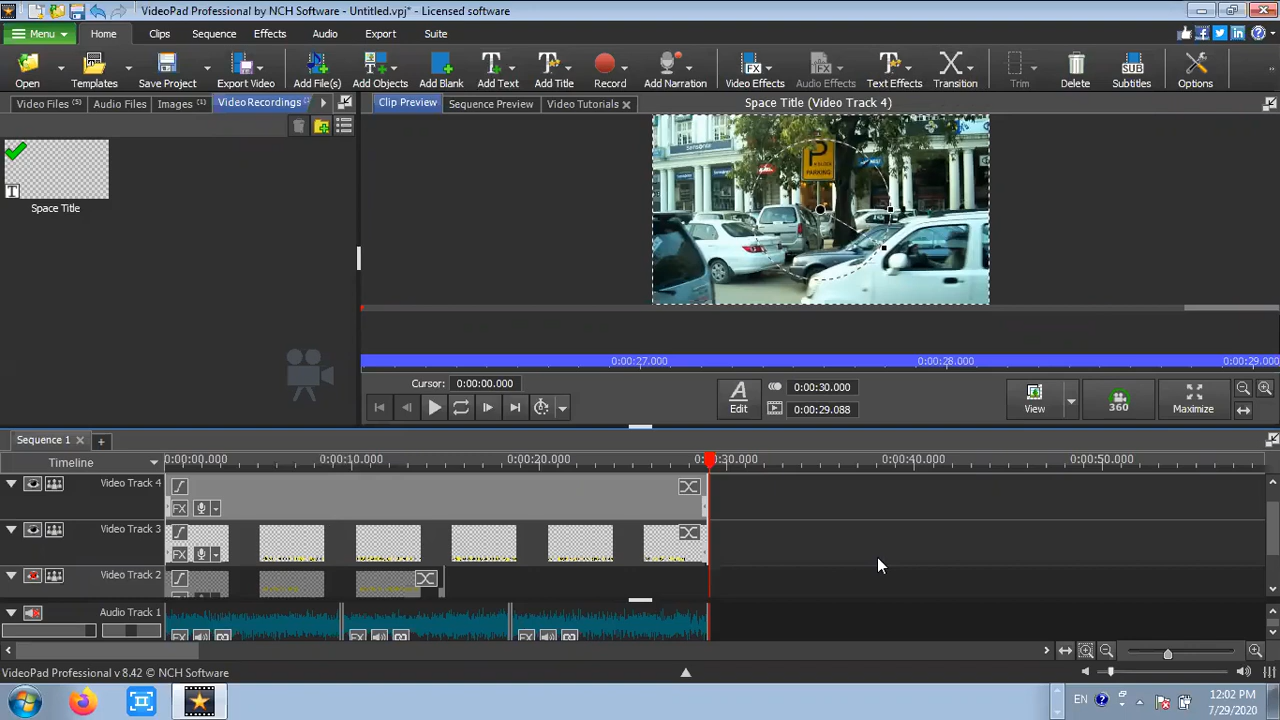 VideoPad Professional by NCH Software - Untitled.vpj* - Licensed software
Menu Home Clips Sequence Effects Audio Export Suite
Open Templates Save Project Export Video Add File(s) Add Objects Add Blank Add Text Add Title Record Add Narration Video Effects Audio Effects Text Effects Transition Trim Delete Subtitles Options
Video Files (5) Audio Files Images (1) Video Recordings Clip Preview Sequence Preview Video Tutorials Space Title (Video Track 4)
P
PARKING
Space Title
0:00:27.000 0:00:28.000 0:00:29.000
Cursor: 0:00:00.000 Edit 0:00:30.000 0:00:29.088 View 360 Maximize
Sequence 1
Timeline 0:00:00.000 0:00:10.000 0:00:20.000 0:00:30.000 0:00:40.000 0:00:50.000
Video Track 4
FX
Video Track 3
FX
Video Track 2
Audio Track 1
FX FX FX
VideoPad Professional v 8.42 © NCH Software
EN 12:02 PM
7/29/2020